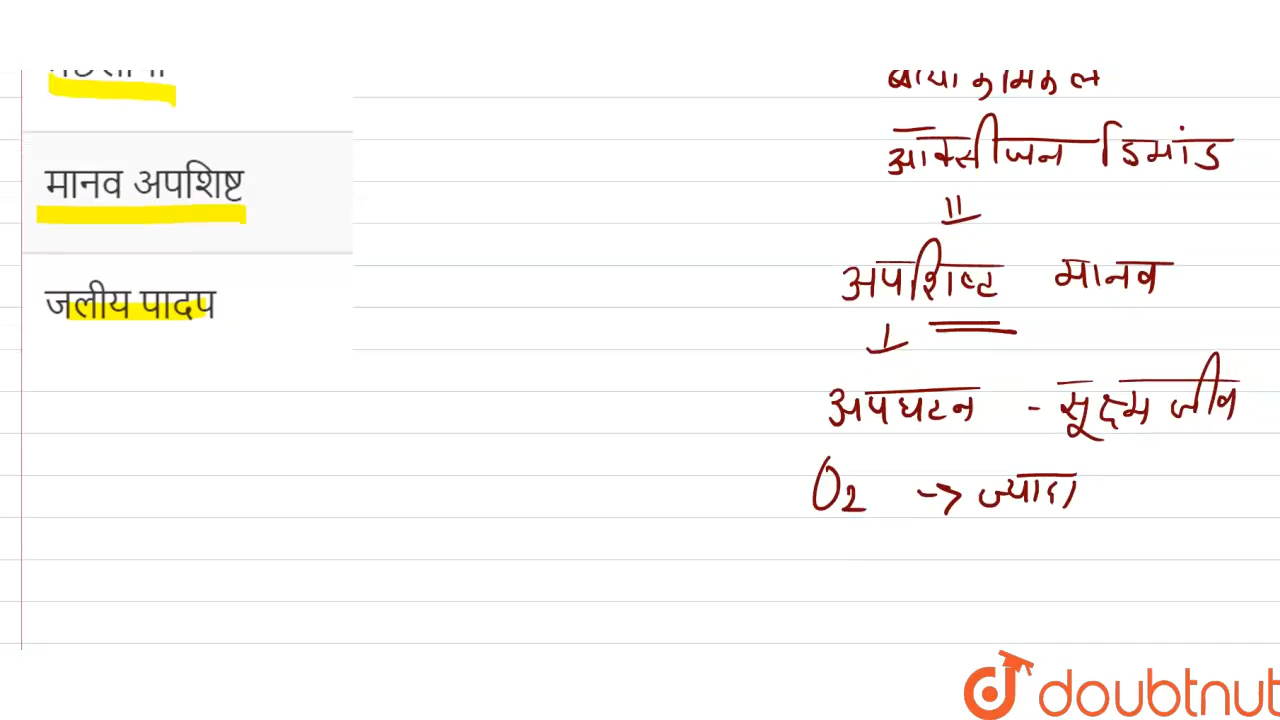 मानव अपशिष्ट
जलीय पादप
बायोकेमिकल
ऑक्सीजन डिमांड
अपशिष्ट मानव
अपघटन - सूक्ष्म जीव
O₂ -> ज्यादा
doubtnut